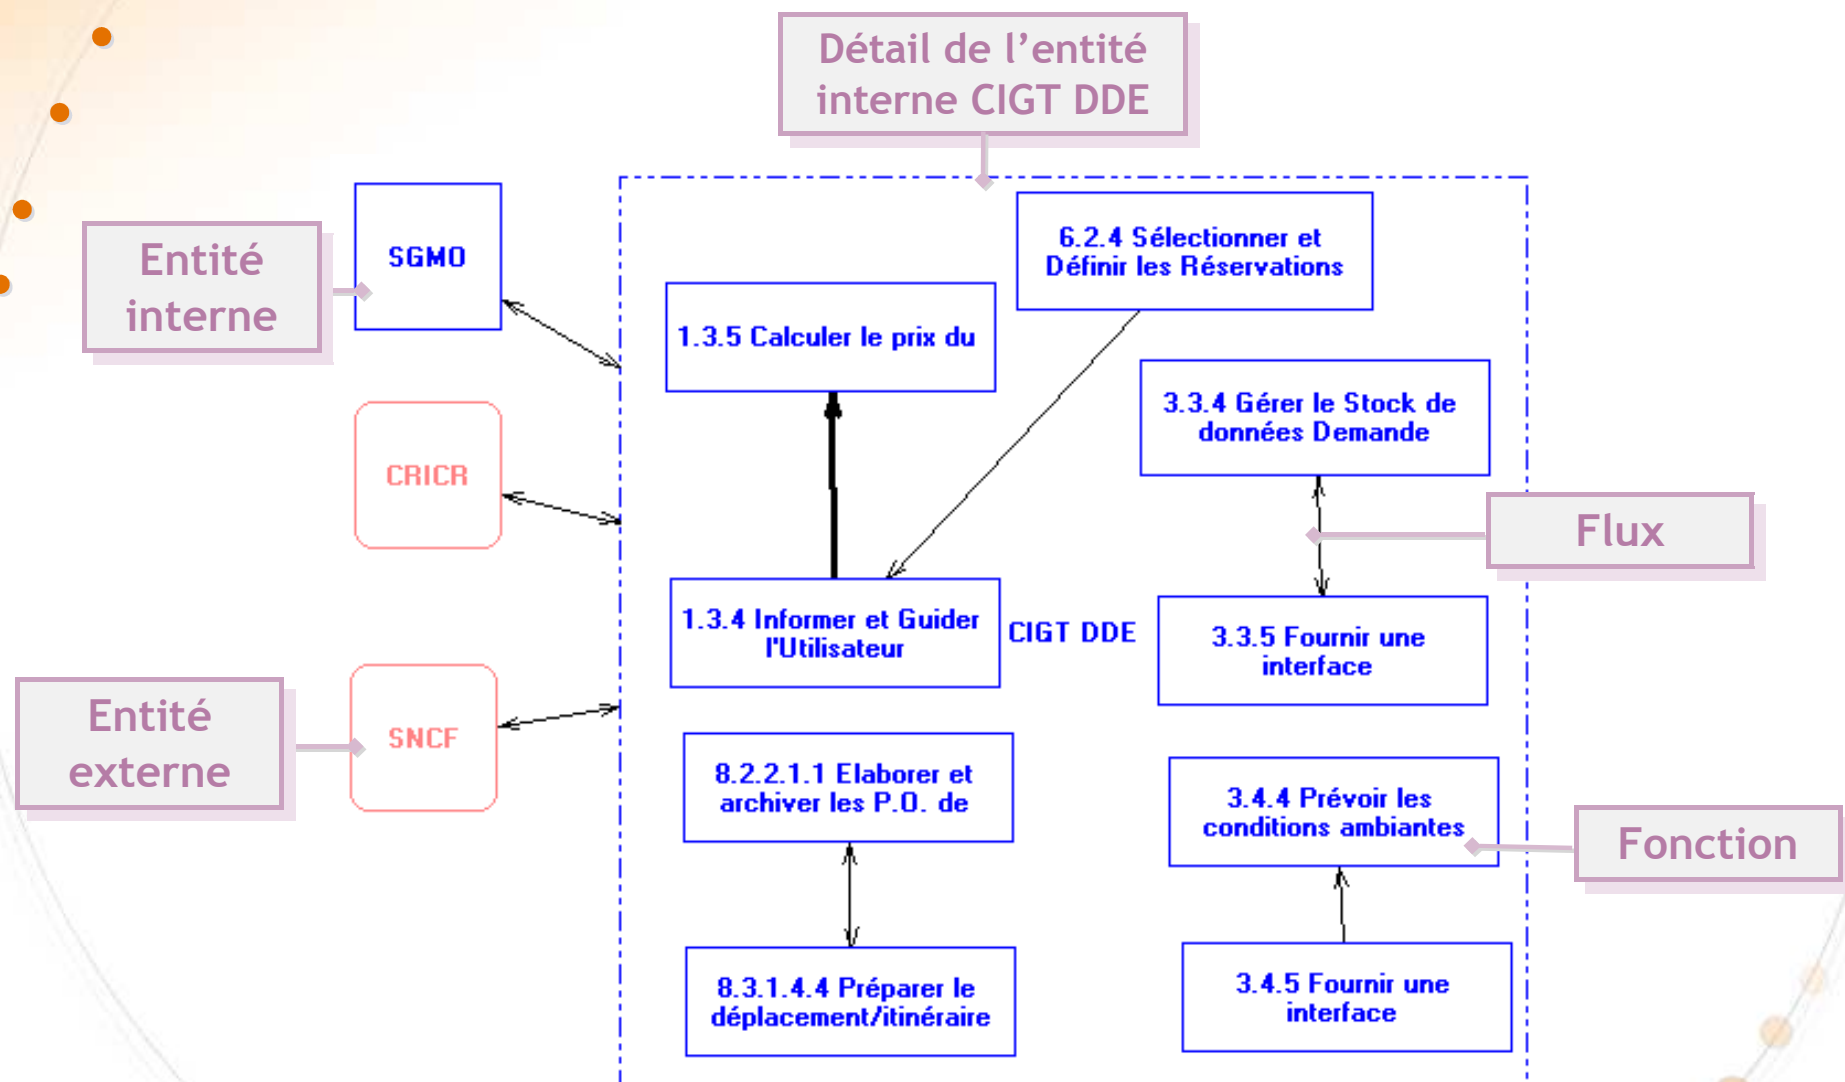 Détail de l’entité
interne CIGT DDE
Entité
interne
SGMO
6.2.4 Sélectionner et
Définir les Réservations
1.3.5 Calculer le prix du
3.3.4 Gérer le Stock de
données Demande
CRICR
Flux
1.3.4 Informer et Guider
l'Utilisateur
CIGT DDE
3.3.5 Fournir une
interface
Entité
externe
SNCF
8.2.2.1.1 Elaborer et
archiver les P.O. de
3.4.4 Prévoir les
conditions ambiantes
Fonction
8.3.1.4.4 Préparer le
déplacement/itinéraire
3.4.5 Fournir une
interface